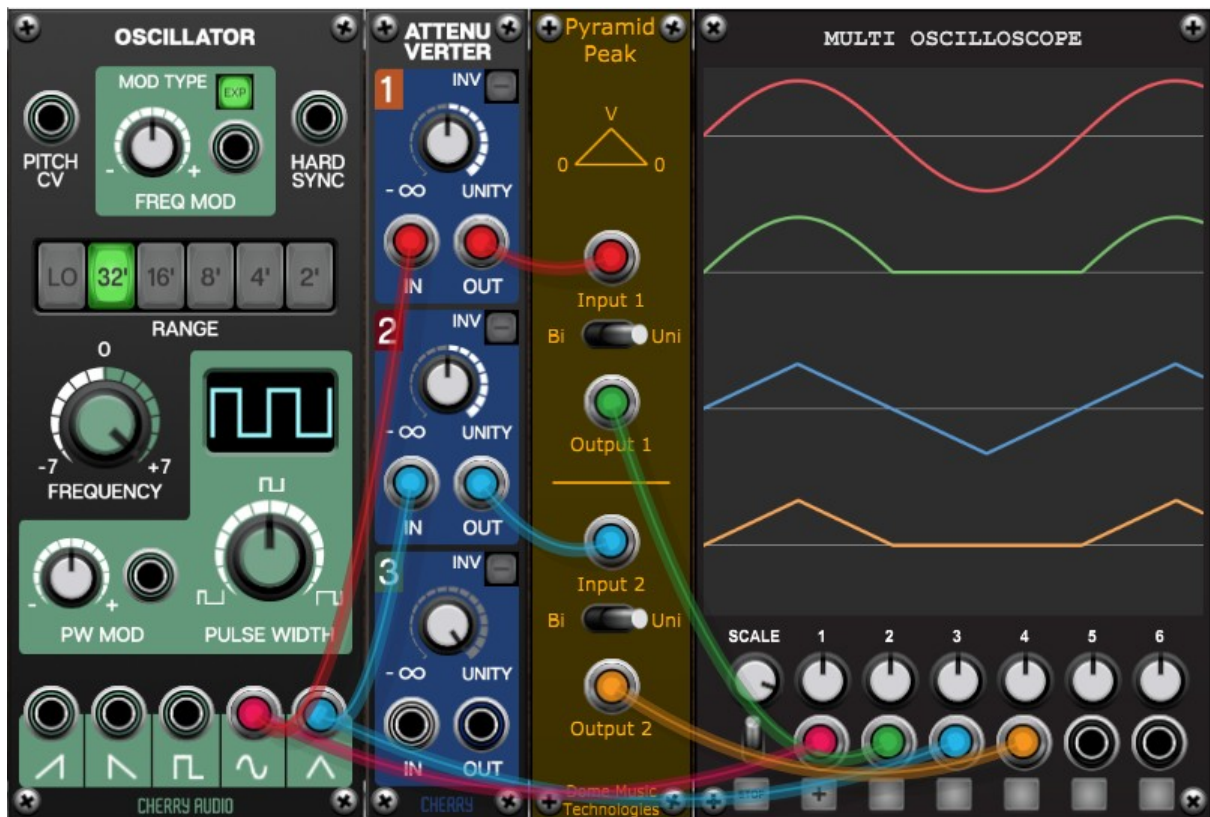 OSCILLATOR
MOD TYPE
EXP
PITCH
CV
-
+
FREQ MOD
HARD
SYNC
LO
32'
16'
8'
4'
2'
RANGE
0
-7
+7
FREQUENCY
-
+
PW MOD
PULSE WIDTH
CHERRY AUDIO
ATTENU
VERTER
1
INV
-∞
UNITY
IN
OUT
2
INV
-∞
UNITY
IN
OUT
3
INV
-∞
UNITY
IN
OUT
CHERRY
Pyramid
Peak
V
0
0
Input 1
Bi
Uni
Output 1
Input 2
Bi
Uni
Output 2
Dome Music
Technologies
MULTI OSCILLOSCOPE
SCALE
1
2
3
4
5
6
STOP
+